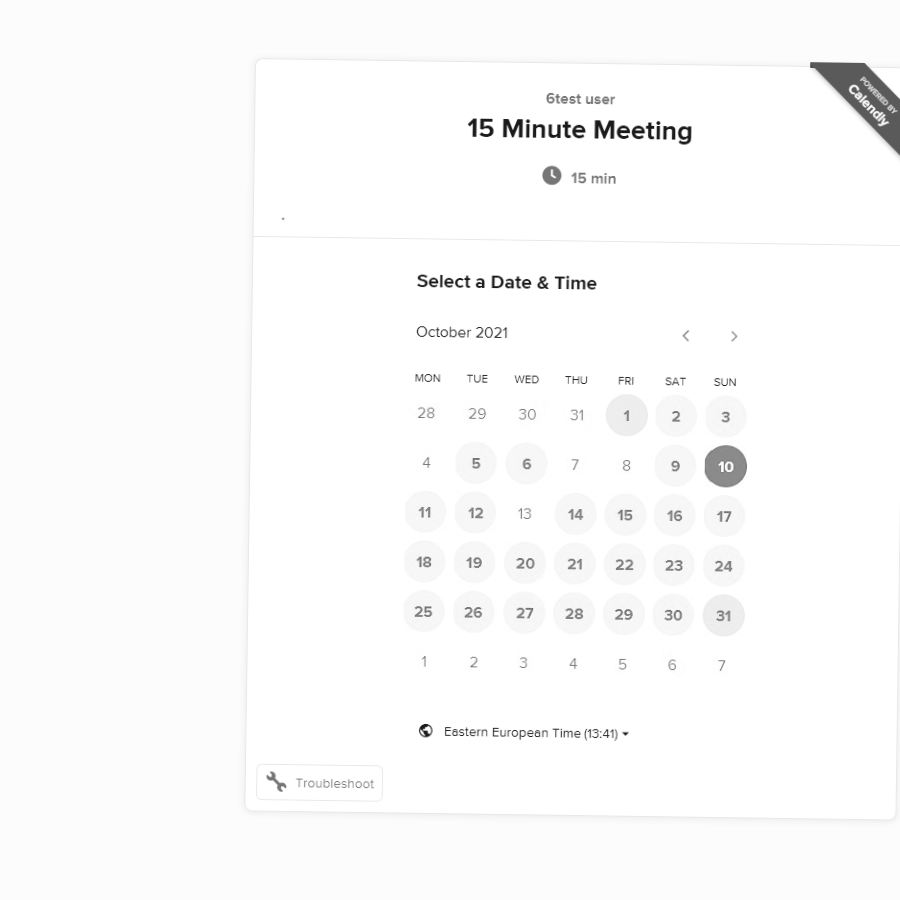 POWERED BY
Calendly
6test user
15 Minute Meeting
15 min
.
Select a Date & Time
October 2021
MON TUE WED THU FRI SAT SUN
28 29 30 31 1 2 3
4 5 6 7 8 9 10
11 12 13 14 15 16 17
18 19 20 21 22 23 24
25 26 27 28 29 30 31
1 2 3 4 5 6 7
Eastern European Time (13:41)
Troubleshoot